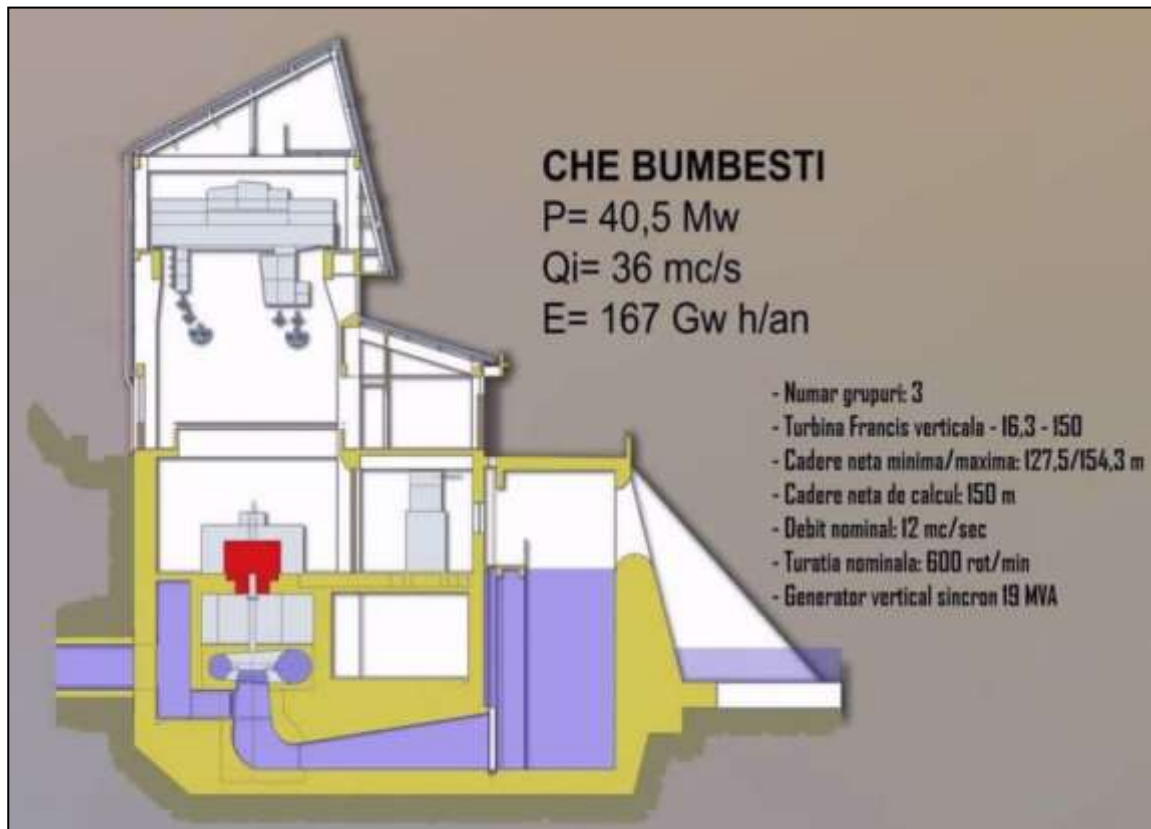 CHE BUMBESTI
P= 40,5 Mw
Qi= 36 mc/s
E= 167 Gw h/an
- Numar grupuri: 3
- Turbina Francis verticala - 16,3 - 150
- Cadere neta minima/maxima: 127,5/154,3 m
- Cadere neta de calcul: 150 m
- Debit nominal: 12 mc/sec
- Turatia nominala: 600 rot/min
- Generator vertical sincron 19 MVA